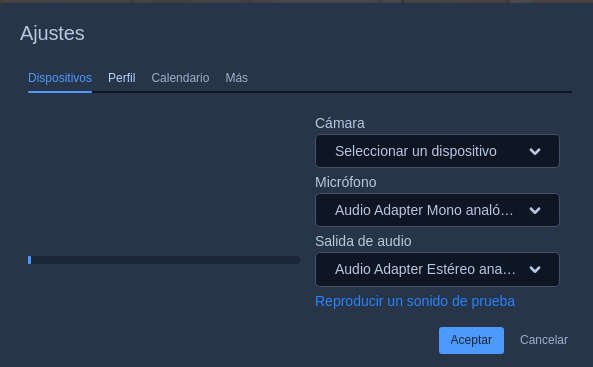 Ajustes
Dispositivos Perfil Calendario Más
Cámara
Seleccionar un dispositivo
Micrófono
Audio Adapter Mono analó...
Salida de audio
Audio Adapter Estéreo ana...
Reproducir un sonido de prueba
Aceptar Cancelar